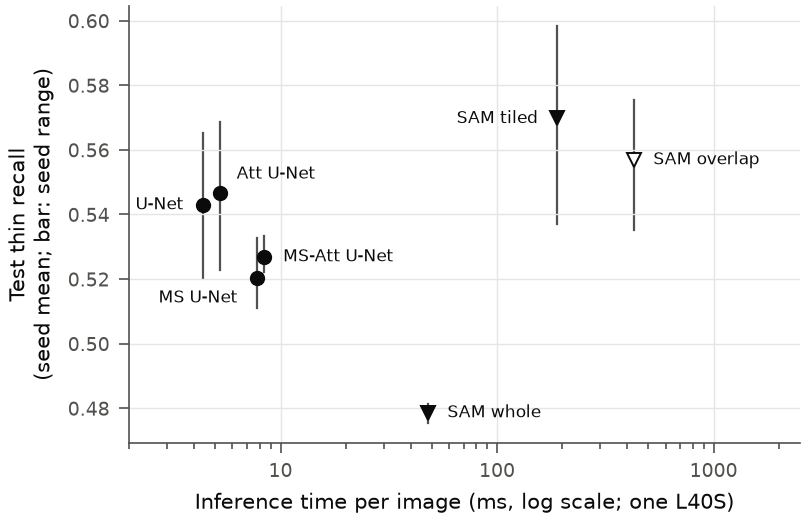 Test thin recall
(seed mean; bar: seed range)
0.60
0.58
0.56
0.54
0.52
0.50
0.48
SAM tiled
SAM overlap
Att U-Net
U-Net
MS-Att U-Net
MS U-Net
SAM whole
10
100
1000
Inference time per image (ms, log scale; one L40S)